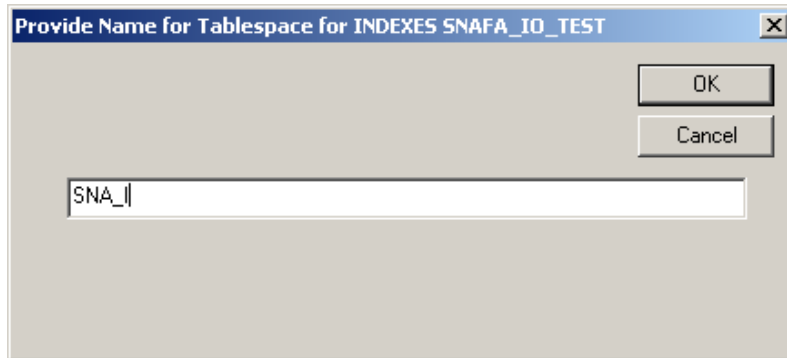 Provide Name for Tablespace for INDEXES SNAFA_IO_TEST
OK
Cancel
SNA_I